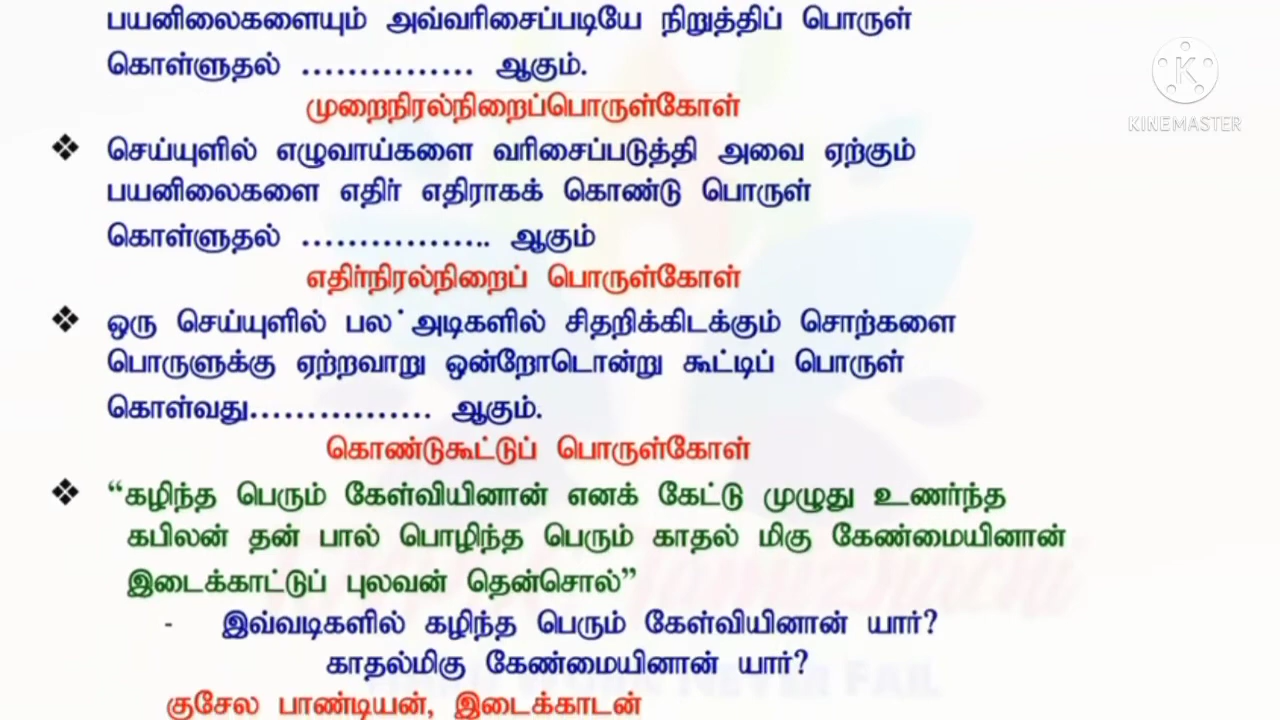 பயனிலைகளையும் அவ்வரிசைப்படியே நிறுத்திப் பொருள்
கொள்ளுதல் …………… ஆகும்.
முறைநிரல்நிறைப்பொருள்கோள்
KINEMASTER
❖ செய்யுளில் எழுவாய்களை வரிசைப்படுத்தி அவை ஏற்கும்
பயனிலைகளை எதிர் எதிராகக் கொண்டு பொருள்
கொள்ளுதல் …………….. ஆகும்
எதிர்நிரல்நிறைப் பொருள்கோள்
❖ ஒரு செய்யுளில் பல அடிகளில் சிதறிக்கிடக்கும் சொற்களை
பொருளுக்கு ஏற்றவாறு ஒன்றோடொன்று கூட்டிப் பொருள்
கொள்வது…………… ஆகும்.
கொண்டுகூட்டுப் பொருள்கோள்
❖ “கழிந்த பெரும் கேள்வியினான் எனக் கேட்டு முழுது உணர்ந்த
கபிலன் தன் பால் பொழிந்த பெரும் காதல் மிகு கேண்மையினான்
இடைக்காட்டுப் புலவன் தென்சொல்”
- இவ்வடிகளில் கழிந்த பெரும் கேள்வியினான் யார்?
காதல்மிகு கேண்மையினான் யார்?
குசேல பாண்டியன், இடைக்காடன்